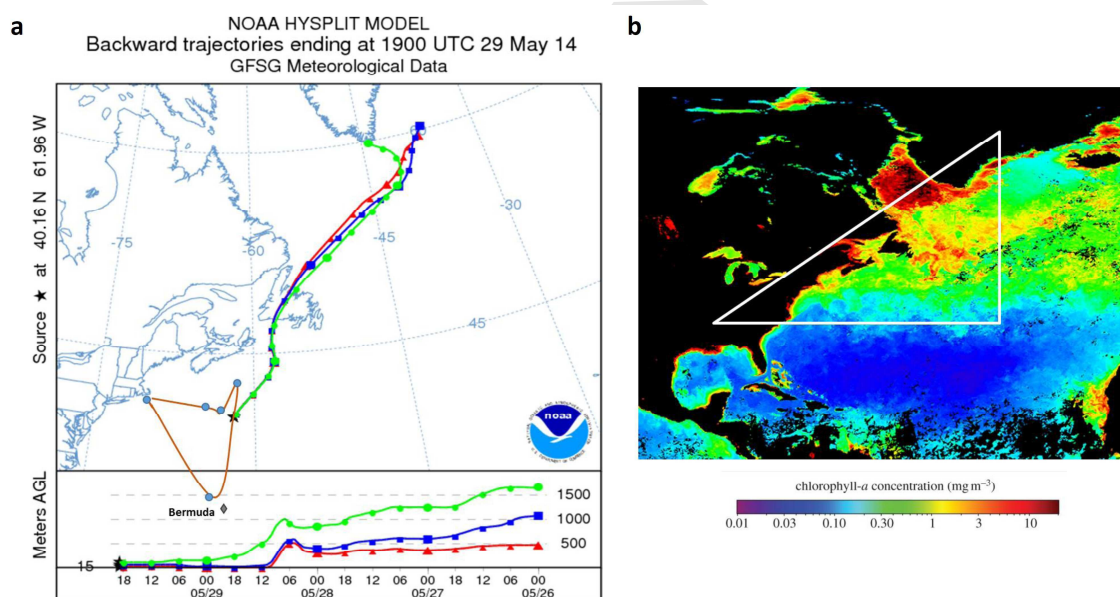 a
NOAA HYSPLIT MODEL
Backward trajectories ending at 1900 UTC 29 May 14
GFSG Meteorological Data
Source ★ at 40.16 N 61.96 W
-75
-60
-45
-30
45
noaa
Bermuda
Meters AGL
1500
1000
500
15
18 12 06 00 18 12 06 00 18 12 06 00 18 12 06 00
05/29 05/28 05/27 05/26
b
chlorophyll-a concentration (mg m⁻³)
0.01 0.03 0.10 0.30 1 3 10